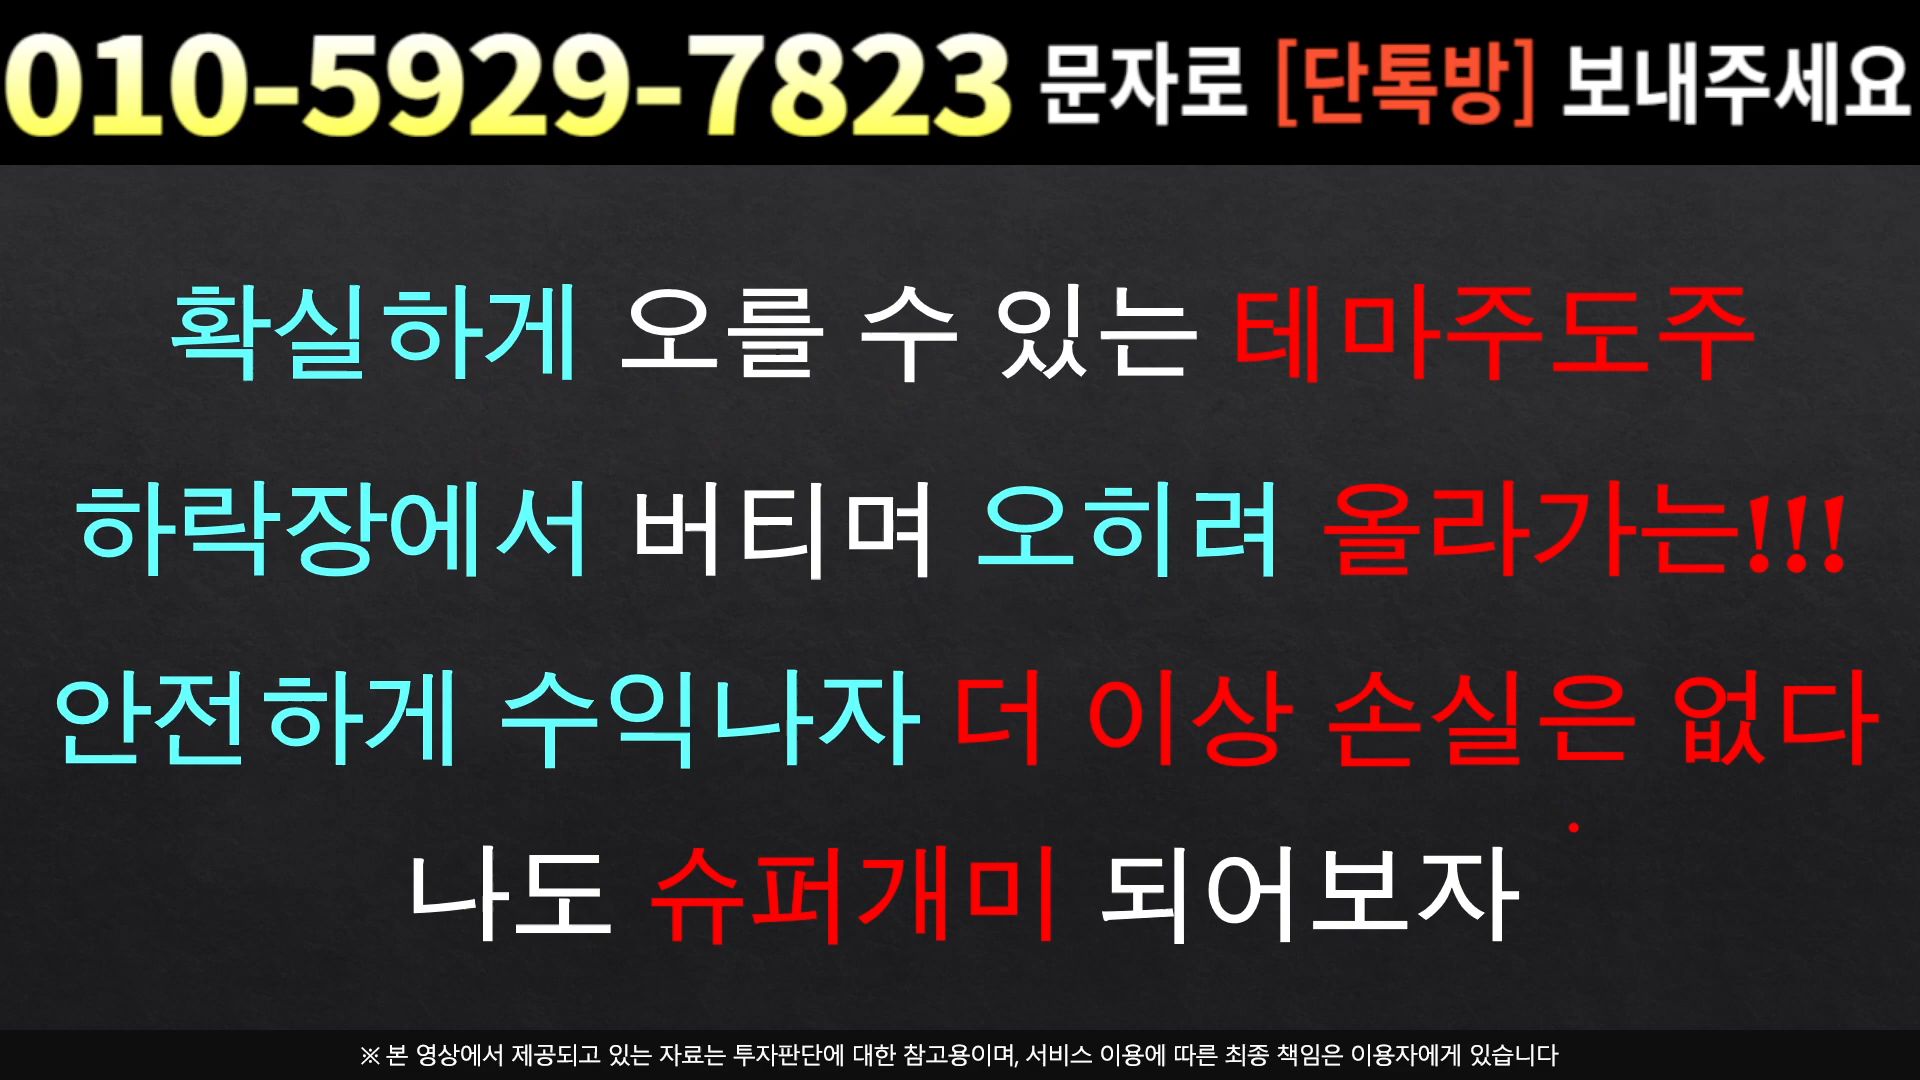 010-5929-7823 문자로 [단톡방] 보내주세요
확실하게 오를 수 있는 테마주도주
하락장에서 버티며 오히려 올라가는!!!
안전하게 수익나자 더 이상 손실은 없다
나도 슈퍼개미 되어보자
※ 본 영상에서 제공되고 있는 자료는 투자판단에 대한 참고용이며, 서비스 이용에 따른 최종 책임은 이용자에게 있습니다